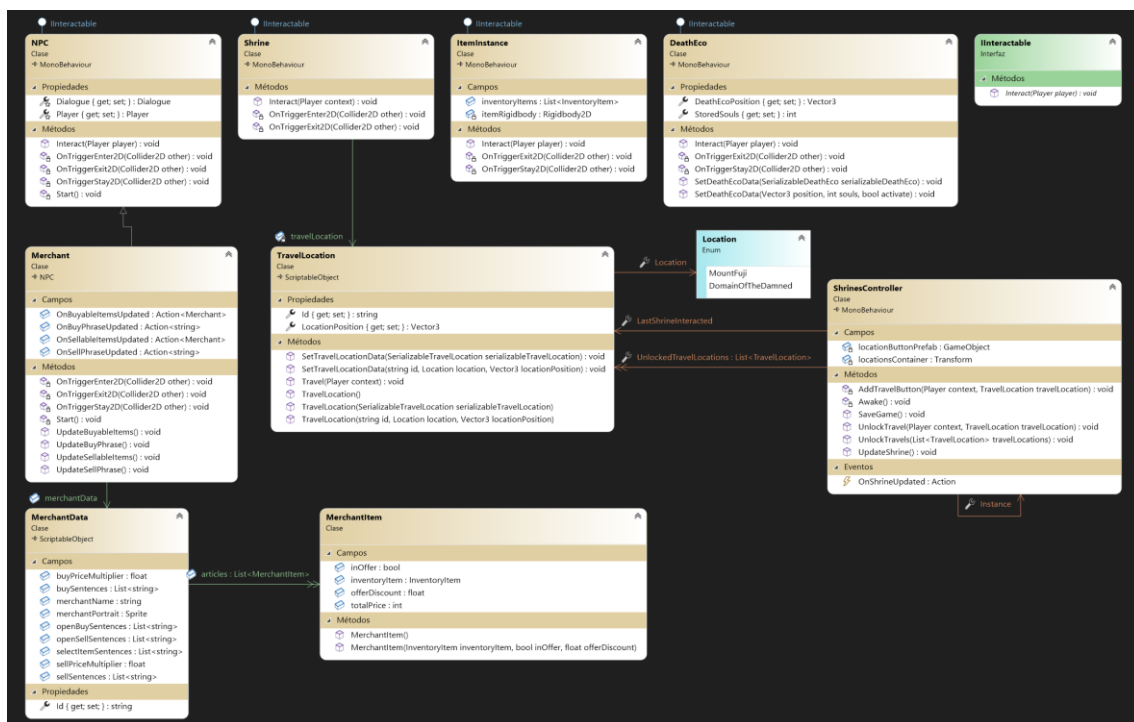 IInteractable
NPC
Clase
MonoBehaviour
Propiedades
Dialogue { get; set; } : Dialogue
Player { get; set; } : Player
Métodos
Interact(Player player) : void
OnTriggerEnter2D(Collider2D other) : void
OnTriggerExit2D(Collider2D other) : void
OnTriggerStay2D(Collider2D other) : void
Start() : void
IInteractable
Shrine
Clase
MonoBehaviour
Métodos
Interact(Player context) : void
OnTriggerEnter2D(Collider2D other) : void
OnTriggerExit2D(Collider2D other) : void
IInteractable
ItemInstance
Clase
MonoBehaviour
Campos
inventoryItems : List<InventoryItem>
itemRigidbody : Rigidbody2D
Métodos
Interact(Player player) : void
OnTriggerExit2D(Collider2D other) : void
OnTriggerStay2D(Collider2D other) : void
IInteractable
DeathEco
Clase
MonoBehaviour
Propiedades
DeathEcoPosition { get; set; } : Vector3
StoredSouls { get; set; } : int
Métodos
Interact(Player player) : void
OnTriggerExit2D(Collider2D other) : void
OnTriggerStay2D(Collider2D other) : void
SetDeathEcoData(SerializableDeathEco serializableDeathEco) : void
SetDeathEcoData(Vector3 position, int souls, bool activate) : void
IInteractable
Interfaz
Métodos
Interact(Player player) : void
Merchant
Clase
NPC
Campos
OnBuyableItemsUpdated : Action<Merchant>
OnBuyPhraseUpdated : Action<string>
OnSellableItemsUpdated : Action<Merchant>
OnSellPhraseUpdated : Action<string>
Métodos
OnTriggerEnter2D(Collider2D other) : void
OnTriggerExit2D(Collider2D other) : void
OnTriggerStay2D(Collider2D other) : void
Start() : void
UpdateBuyableItems() : void
UpdateBuyPhrase() : void
UpdateSellableItems() : void
UpdateSellPhrase() : void
travelLocation
TravelLocation
Clase
ScriptableObject
Propiedades
Id { get; set; } : string
LocationPosition { get; set; } : Vector3
Métodos
SetTravelLocationData(SerializableTravelLocation serializableTravelLocation) : void
SetTravelLocationData(string id, Location location, Vector3 locationPosition) : void
Travel(Player context) : void
TravelLocation()
TravelLocation(SerializableTravelLocation serializableTravelLocation)
TravelLocation(string id, Location location, Vector3 locationPosition)
Location
Location
Enum
MountFuji
DomainOfTheDamned
LastShrineInteracted
UnlockedTravelLocations : List<TravelLocation>
ShrinesController
Clase
MonoBehaviour
Campos
locationButtonPrefab : GameObject
locationsContainer : Transform
Métodos
AddTravelButton(Player context, TravelLocation travelLocation) : void
Awake() : void
SaveGame() : void
UnlockTravel(Player context, TravelLocation travelLocation) : void
UnlockTravels(List<TravelLocation> travelLocations) : void
UpdateShrine() : void
Eventos
OnShrineUpdated : Action
Instance
merchantData
MerchantData
Clase
ScriptableObject
Campos
buyPriceMultiplier : float
buySentences : List<string>
merchantName : string
merchantPortrait : Sprite
openBuySentences : List<string>
openSellSentences : List<string>
selectItemSentences : List<string>
sellPriceMultiplier : float
sellSentences : List<string>
Propiedades
Id { get; set; } : string
articles : List<MerchantItem>
MerchantItem
Clase
Campos
inOffer : bool
inventoryItem : InventoryItem
offerDiscount : float
totalPrice : int
Métodos
MerchantItem()
MerchantItem(InventoryItem inventoryItem, bool inOffer, float offerDiscount)